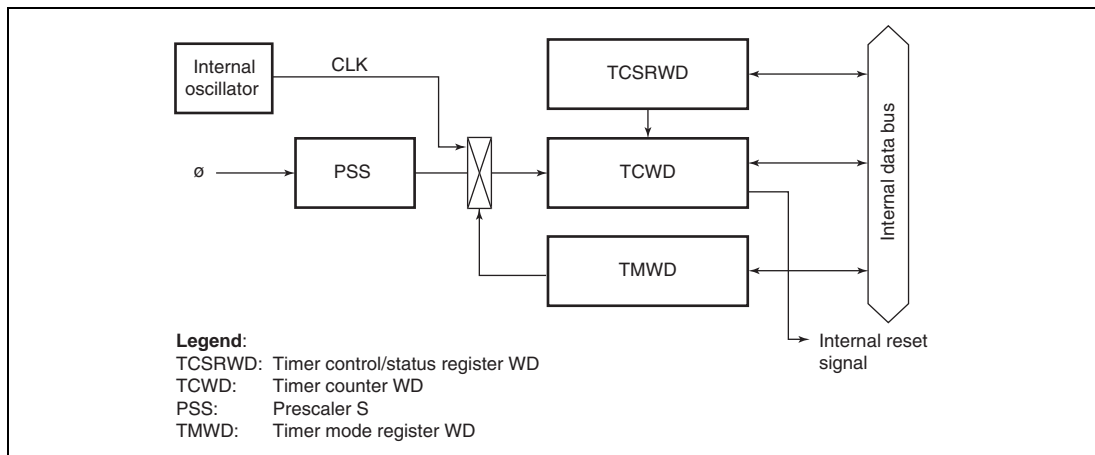 Internal
oscillator
CLK
TCSRWD
ø
PSS
TCWD
TMWD
Internal data bus
Internal reset
signal
Legend:
TCSRWD: Timer control/status register WD
TCWD: Timer counter WD
PSS: Prescaler S
TMWD: Timer mode register WD